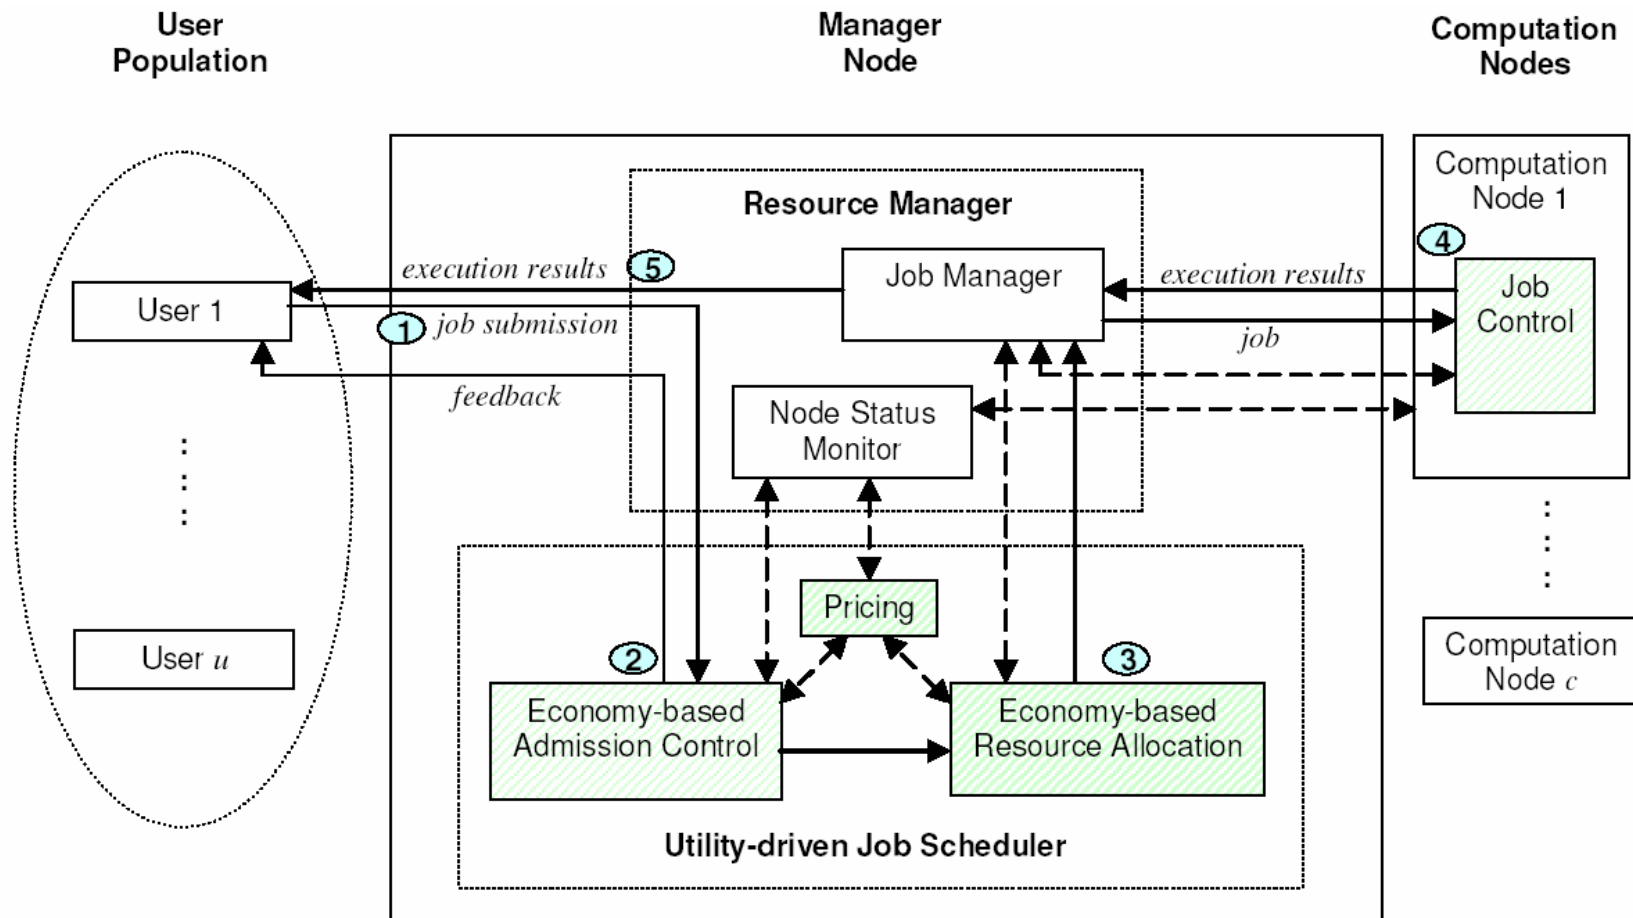 User
Population
Manager
Node
Computation
Nodes
Computation
Node 1
Resource Manager
4
5
execution results
Job Manager
execution results
Job
Control
User 1
1
job submission
job
feedback
Node Status
Monitor
Pricing
User u
2
3
Computation
Node c
Economy-based
Admission Control
Economy-based
Resource Allocation
Utility-driven Job Scheduler